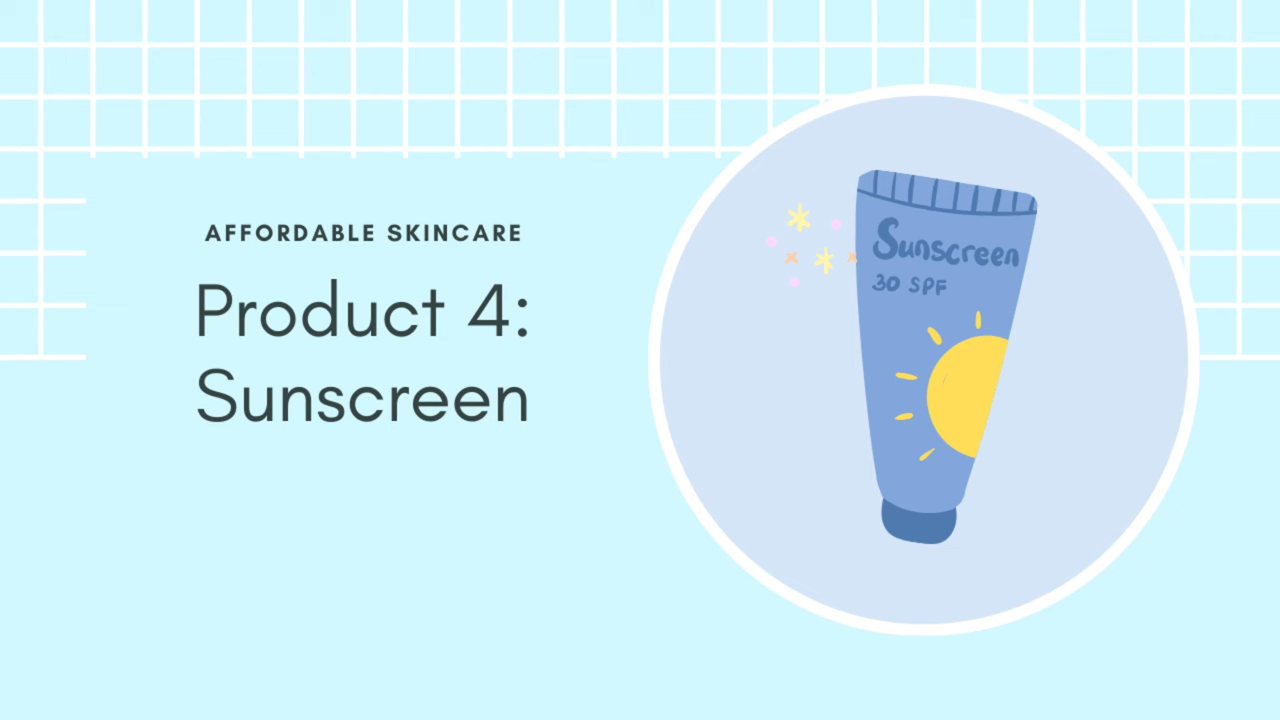 AFFORDABLE SKINCARE
Product 4:
Sunscreen
Sunscreen
30 SPF